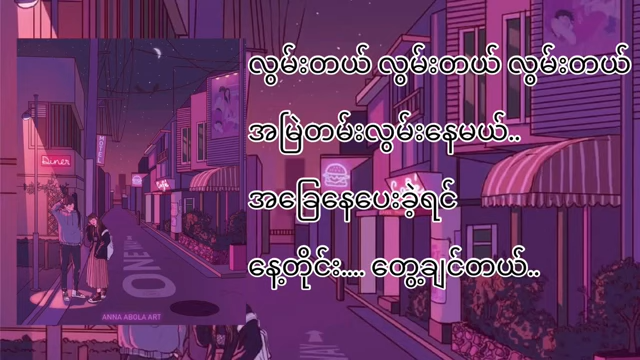 လွမ်းတယ် လွမ်းတယ် လွမ်းတယ်
အမြဲတမ်းလွမ်းနေမယ်..
အခြေနေပေးခဲ့ရင်
နေ့တိုင်း.... တွေ့ချင်တယ်..
Diner
MOTEL
ONE WAY
ANNA ABOLA ART